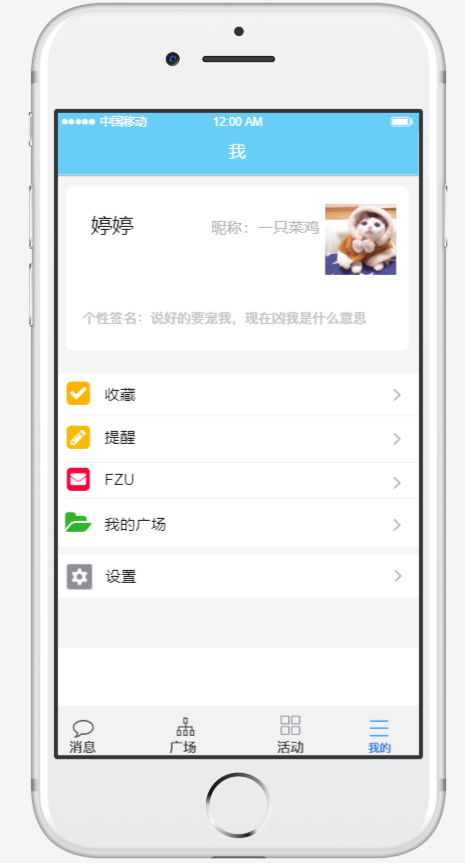 中国移动 12:00 AM
我
婷婷 昵称：一只菜鸡
个性签名：说好的要宠我，现在凶我是什么意思
收藏
提醒
FZU
我的广场
设置
消息 广场 活动 我的